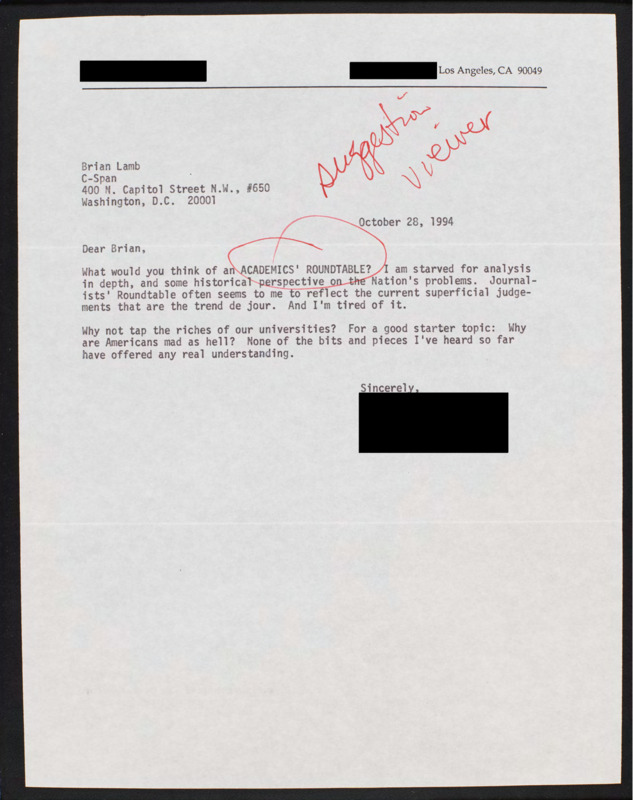 Los Angeles, CA 90049
suggestion
viewer
Brian Lamb
C-Span
400 N. Capitol Street N.W., #650
Washington, D.C. 20001
October 28, 1994
Dear Brian,
What would you think of an ACADEMICS' ROUNDTABLE? I am starved for analysis
in depth, and some historical perspective on the Nation's problems. Journal-
ists' Roundtable often seems to me to reflect the current superficial judge-
ments that are the trend de jour. And I'm tired of it.
Why not tap the riches of our universities? For a good starter topic: Why
are Americans mad as hell? None of the bits and pieces I've heard so far
have offered any real understanding.
Sincerely,